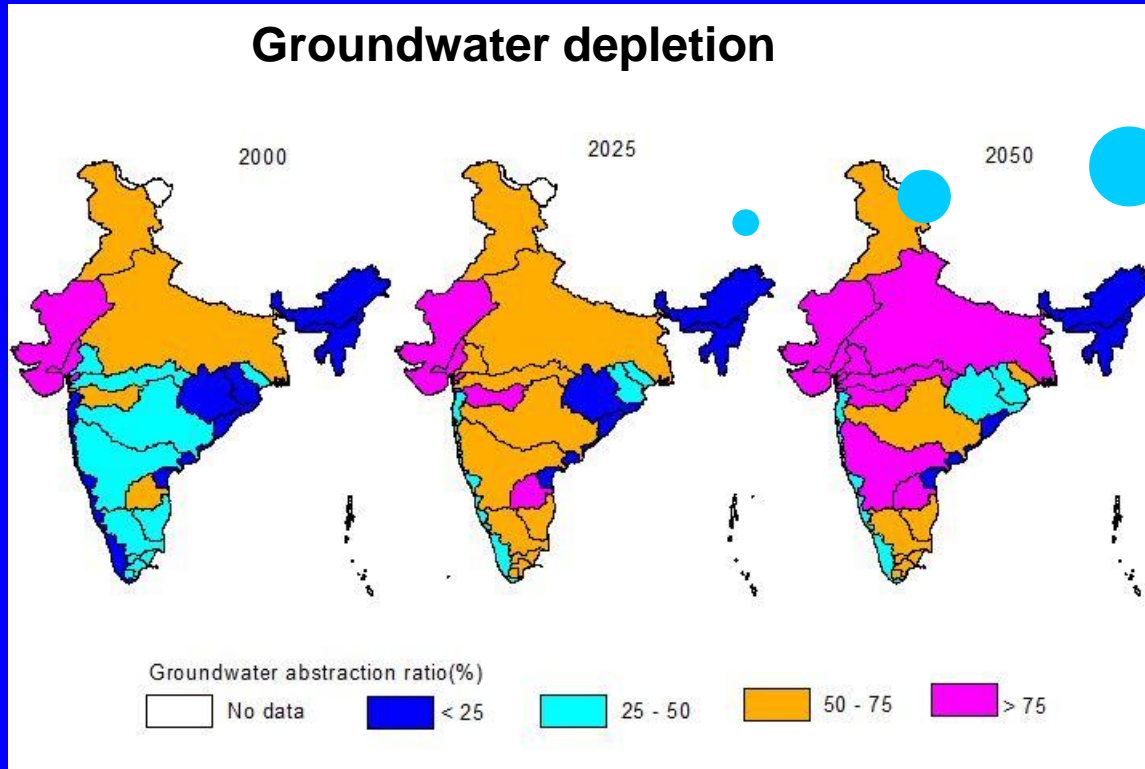 Groundwater depletion
2000
2025
2050
Groundwater abstraction ratio(%)
No data
< 25
25 - 50
50 - 75
> 75